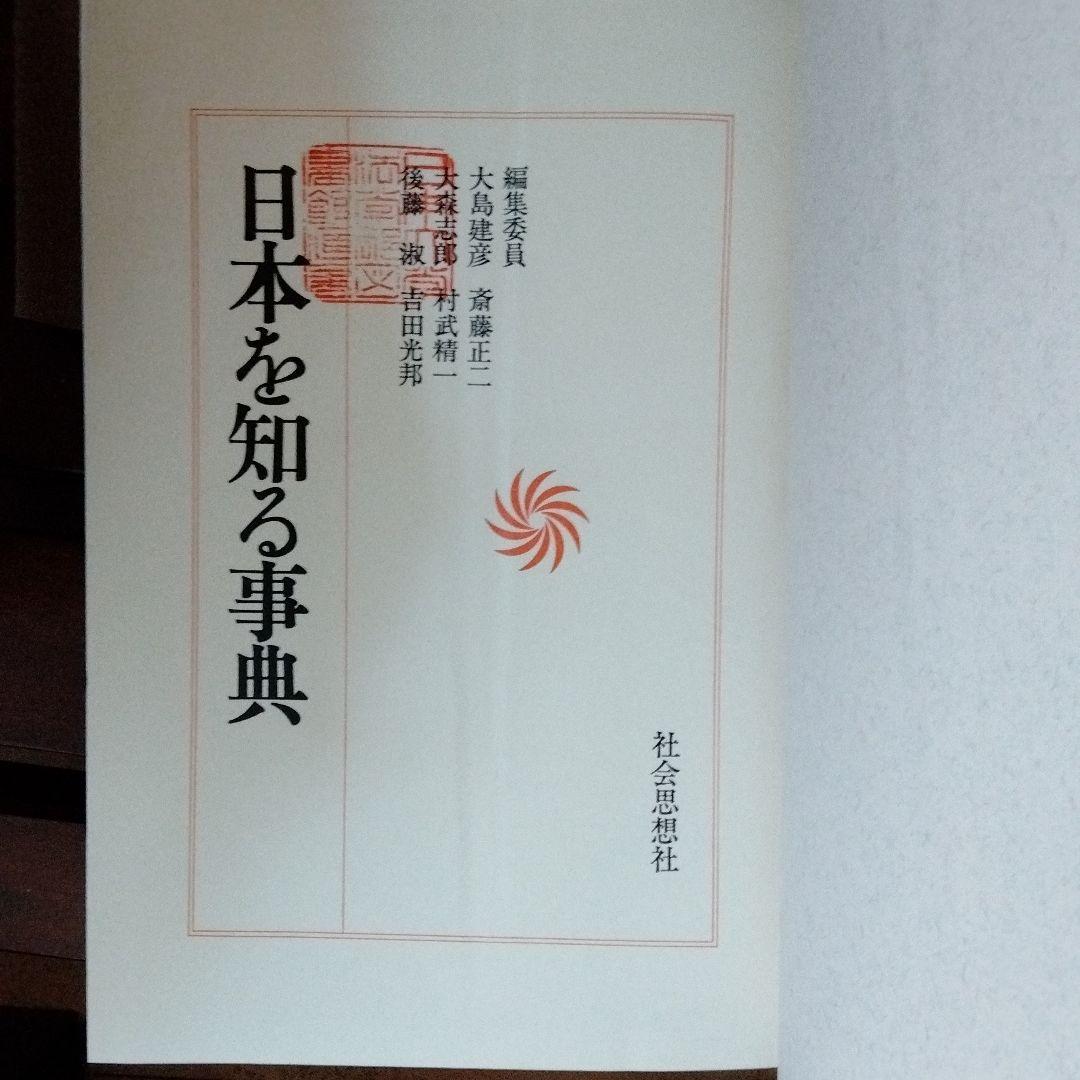 日本を知る事典
編集委員
大島建彦 斎藤正二
大森志郎 村武精一
後藤 淑 吉田光邦
社会思想社